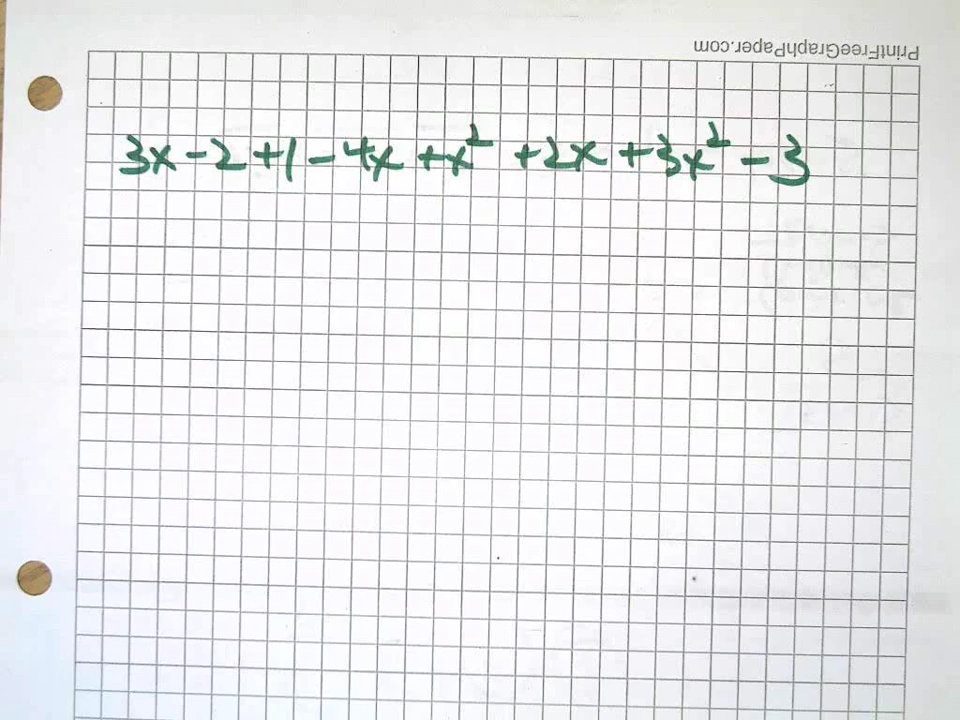 PrintFreeGraphPaper.com
3x - 2 + 1 - 4x + x² + 2x + 3x² - 3